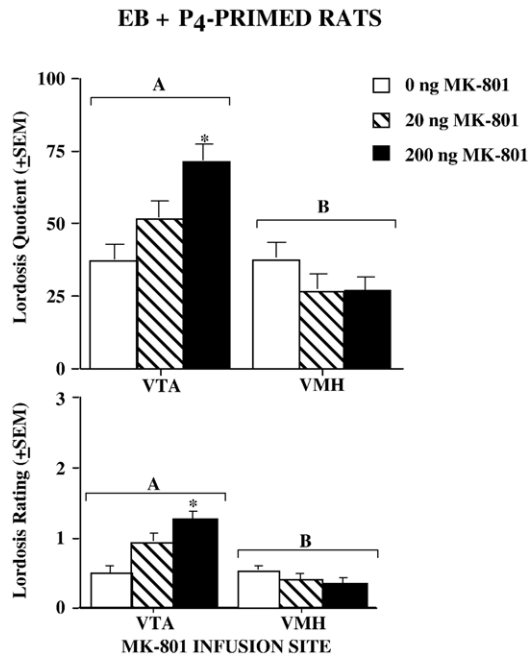 EB + P4-PRIMED RATS
Lordosis Quotient (+SEM)
100
75
50
25
0
A
*
B
0 ng MK-801
20 ng MK-801
200 ng MK-801
VTA
VMH
Lordosis Rating (+SEM)
3
2
1
0
A
*
B
VTA
VMH
MK-801 INFUSION SITE